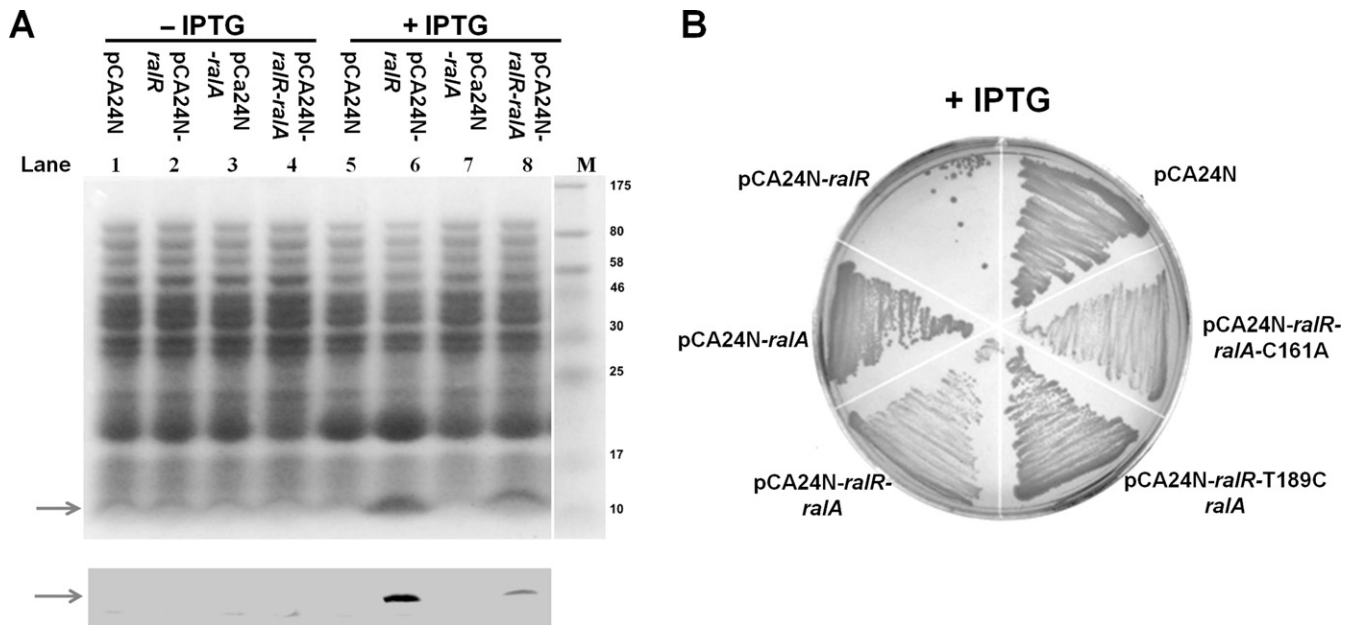 A
– IPTG
+ IPTG
pCA24N
pCA24N-
ralR
pCa24N
-ralA
pCA24N-
ralR-ralA
pCA24N
pCA24N-
ralR
pCa24N
-ralA
pCA24N-
ralR-ralA
Lane 1 2 3 4 5 6 7 8 M
175
80
58
46
30
25
17
10
B
+ IPTG
pCA24N-ralR
pCA24N
pCA24N-ralA
pCA24N-ralR-
ralA-C161A
pCA24N-ralR-
ralA
pCA24N-ralR-T189C
ralA